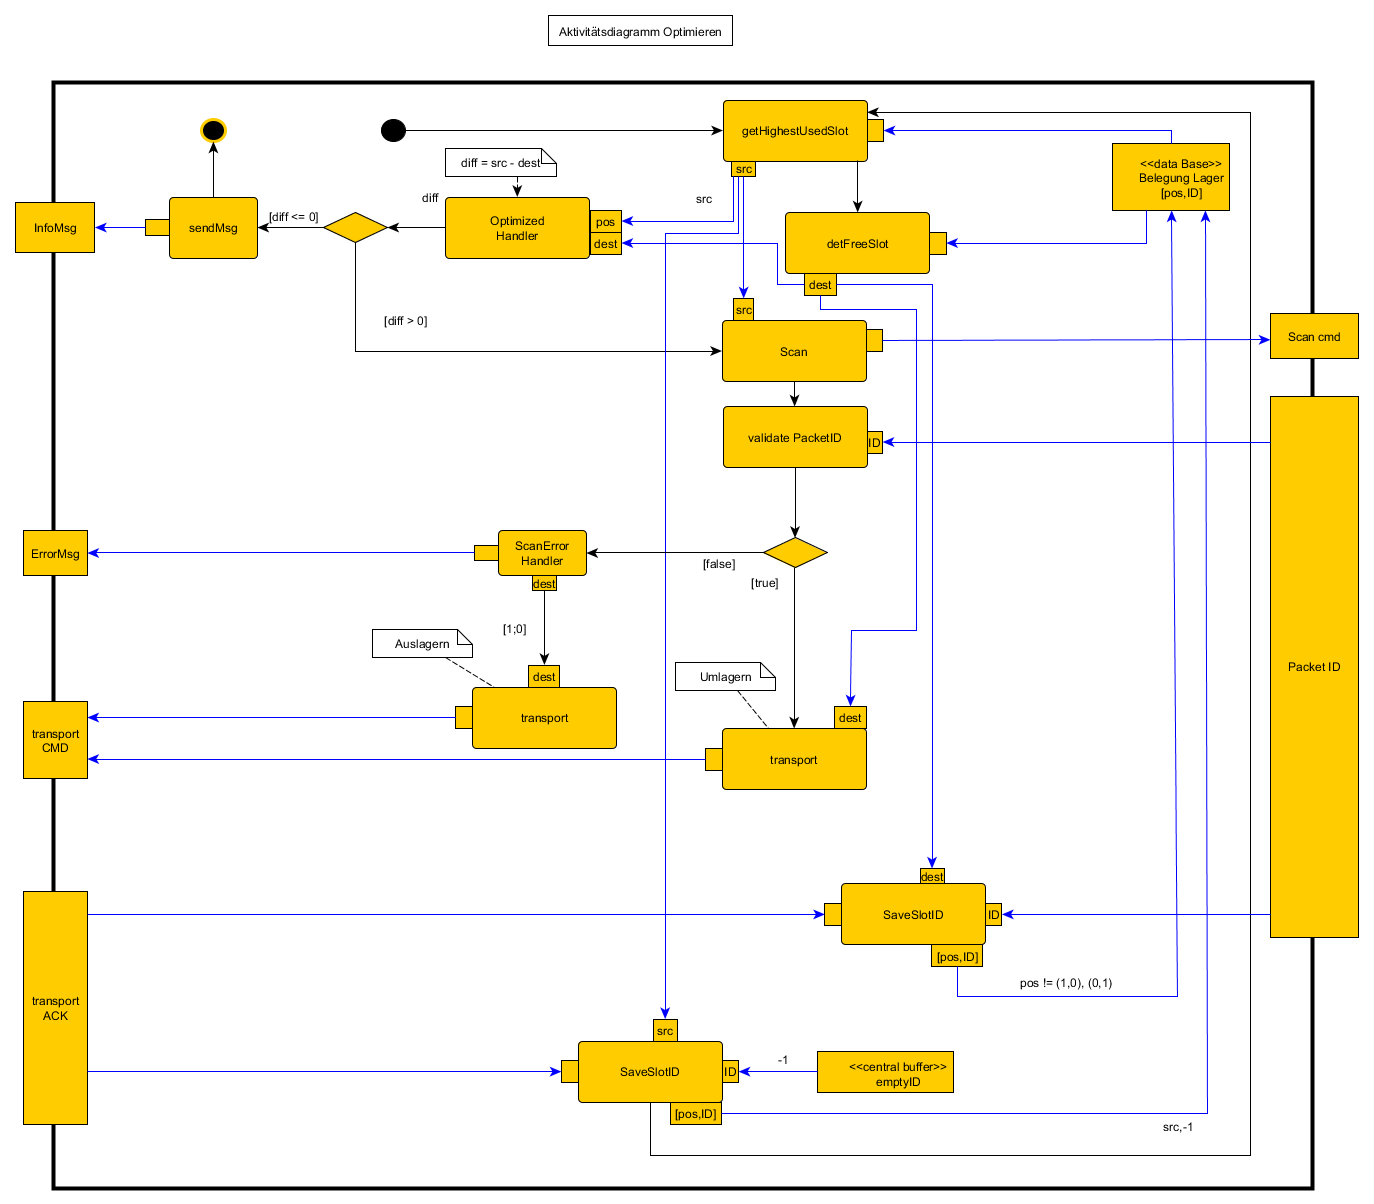 Aktivitätsdiagramm Optimieren
getHighestUsedSlot
src
diff = src - dest
<<data Base>>
Belegung Lager
[pos,ID]
InfoMsg
sendMsg
[diff <= 0]
diff
Optimized
Handler
pos
dest
src
detFreeSlot
dest
[diff > 0]
src
Scan
Scan cmd
validate PacketID
ID
ErrorMsg
ScanError
Handler
dest
[false]
[true]
[1;0]
Auslagern
dest
Umlagern
Packet ID
transport
CMD
transport
dest
transport
dest
SaveSlotID
ID
[pos,ID]
pos != (1,0), (0,1)
transport
ACK
src
SaveSlotID
ID
-1
<<central buffer>>
emptyID
[pos,ID]
src,-1